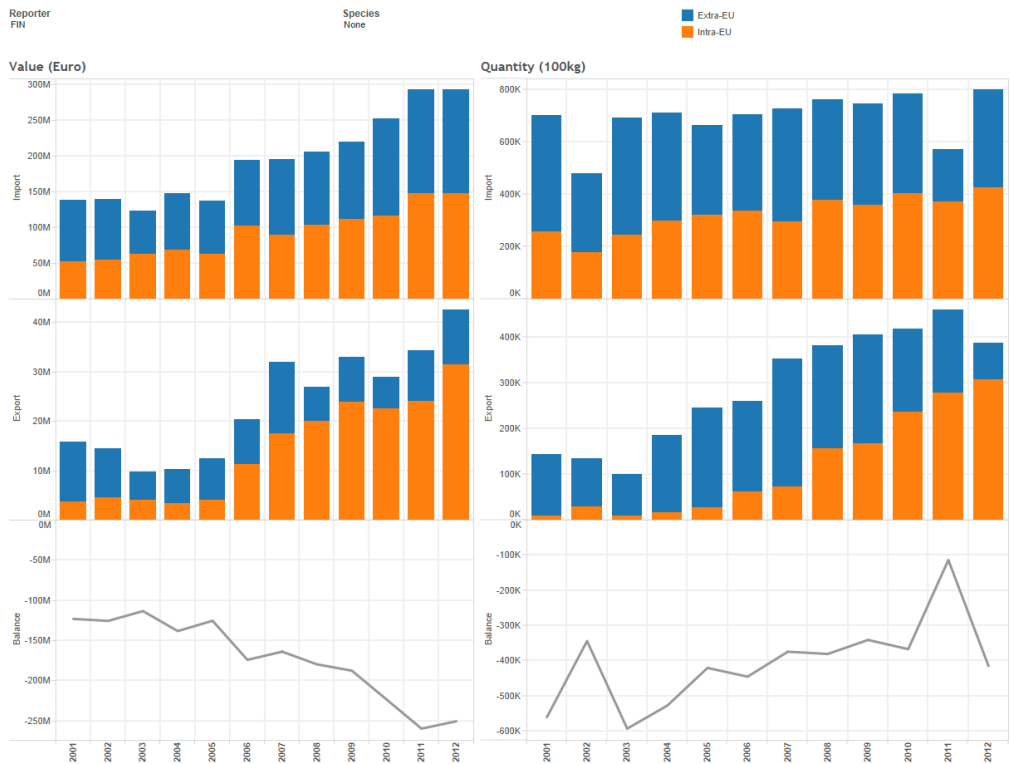 Reporter
FIN
Species
None
Extra-EU
Intra-EU
Value (Euro)
Quantity (100kg)
300M
250M
200M
150M
100M
50M
0M
Import
40M
30M
20M
10M
0M
Export
0M
-50M
-100M
-150M
-200M
-250M
Balance
2001 2002 2003 2004 2005 2006 2007 2008 2009 2010 2011 2012
800K
600K
400K
200K
0K
Import
400K
300K
200K
100K
0K
Export
0K
-100K
-200K
-300K
-400K
-500K
-600K
Balance
2001 2002 2003 2004 2005 2006 2007 2008 2009 2010 2011 2012